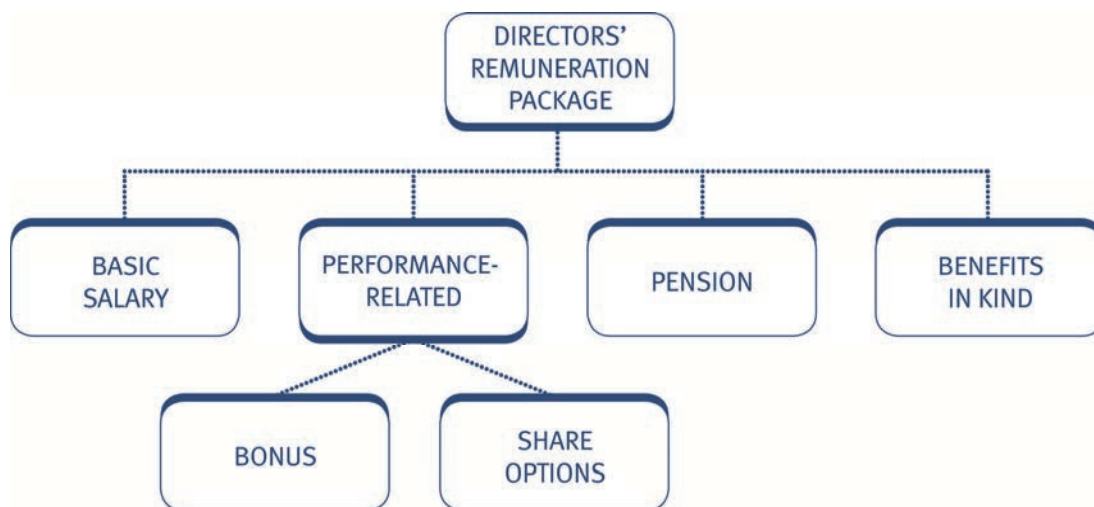 DIRECTORS'
REMUNERATION
PACKAGE
BASIC
SALARY
PERFORMANCE-
RELATED
PENSION
BENEFITS
IN KIND
BONUS
SHARE
OPTIONS